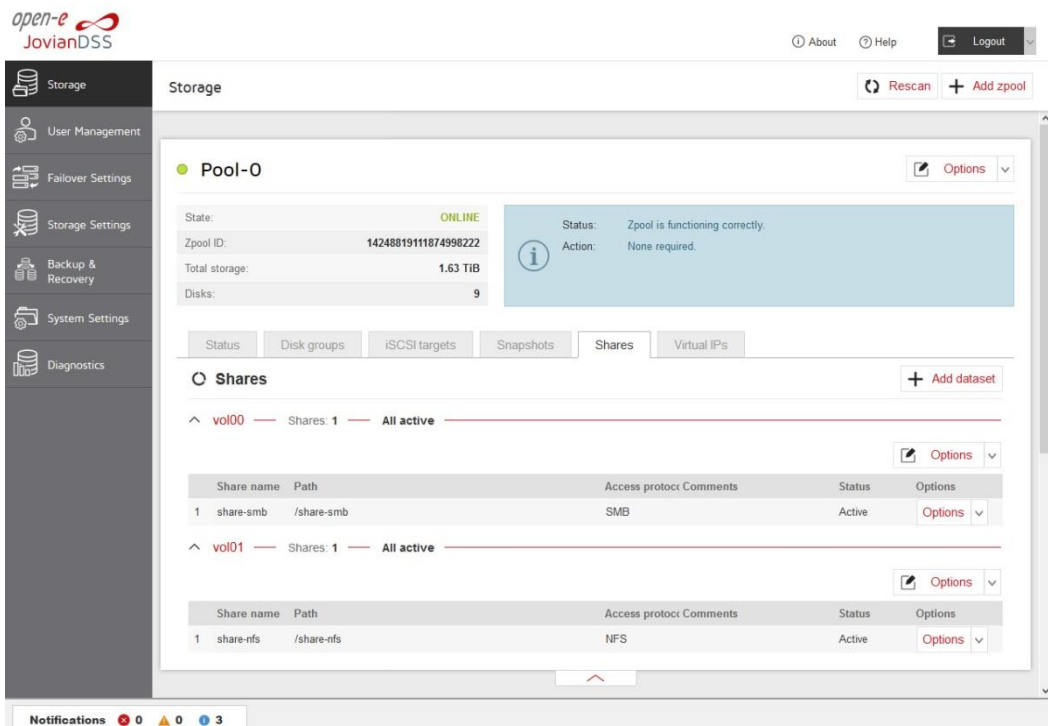 open-e
JovianDSS
About Help Logout
Storage
User Management
Failover Settings
Storage Settings
Backup &
Recovery
System Settings
Diagnostics
Storage
Rescan Add zpool
Pool-0
Options
State: ONLINE
Zpool ID: 14248819111874998222
Total storage: 1.63 TiB
Disks: 9
Status: Zpool is functioning correctly.
Action: None required.
Status Disk groups iSCSI targets Snapshots Shares Virtual IPs
Shares
Add dataset
vol00 Shares: 1 All active
Options
Share name Path Access protoc Comments Status Options
1 share-smb /share-smb SMB Active Options
vol01 Shares: 1 All active
Options
Share name Path Access protoc Comments Status Options
1 share-nfs /share-nfs NFS Active Options
Notifications 0 0 3